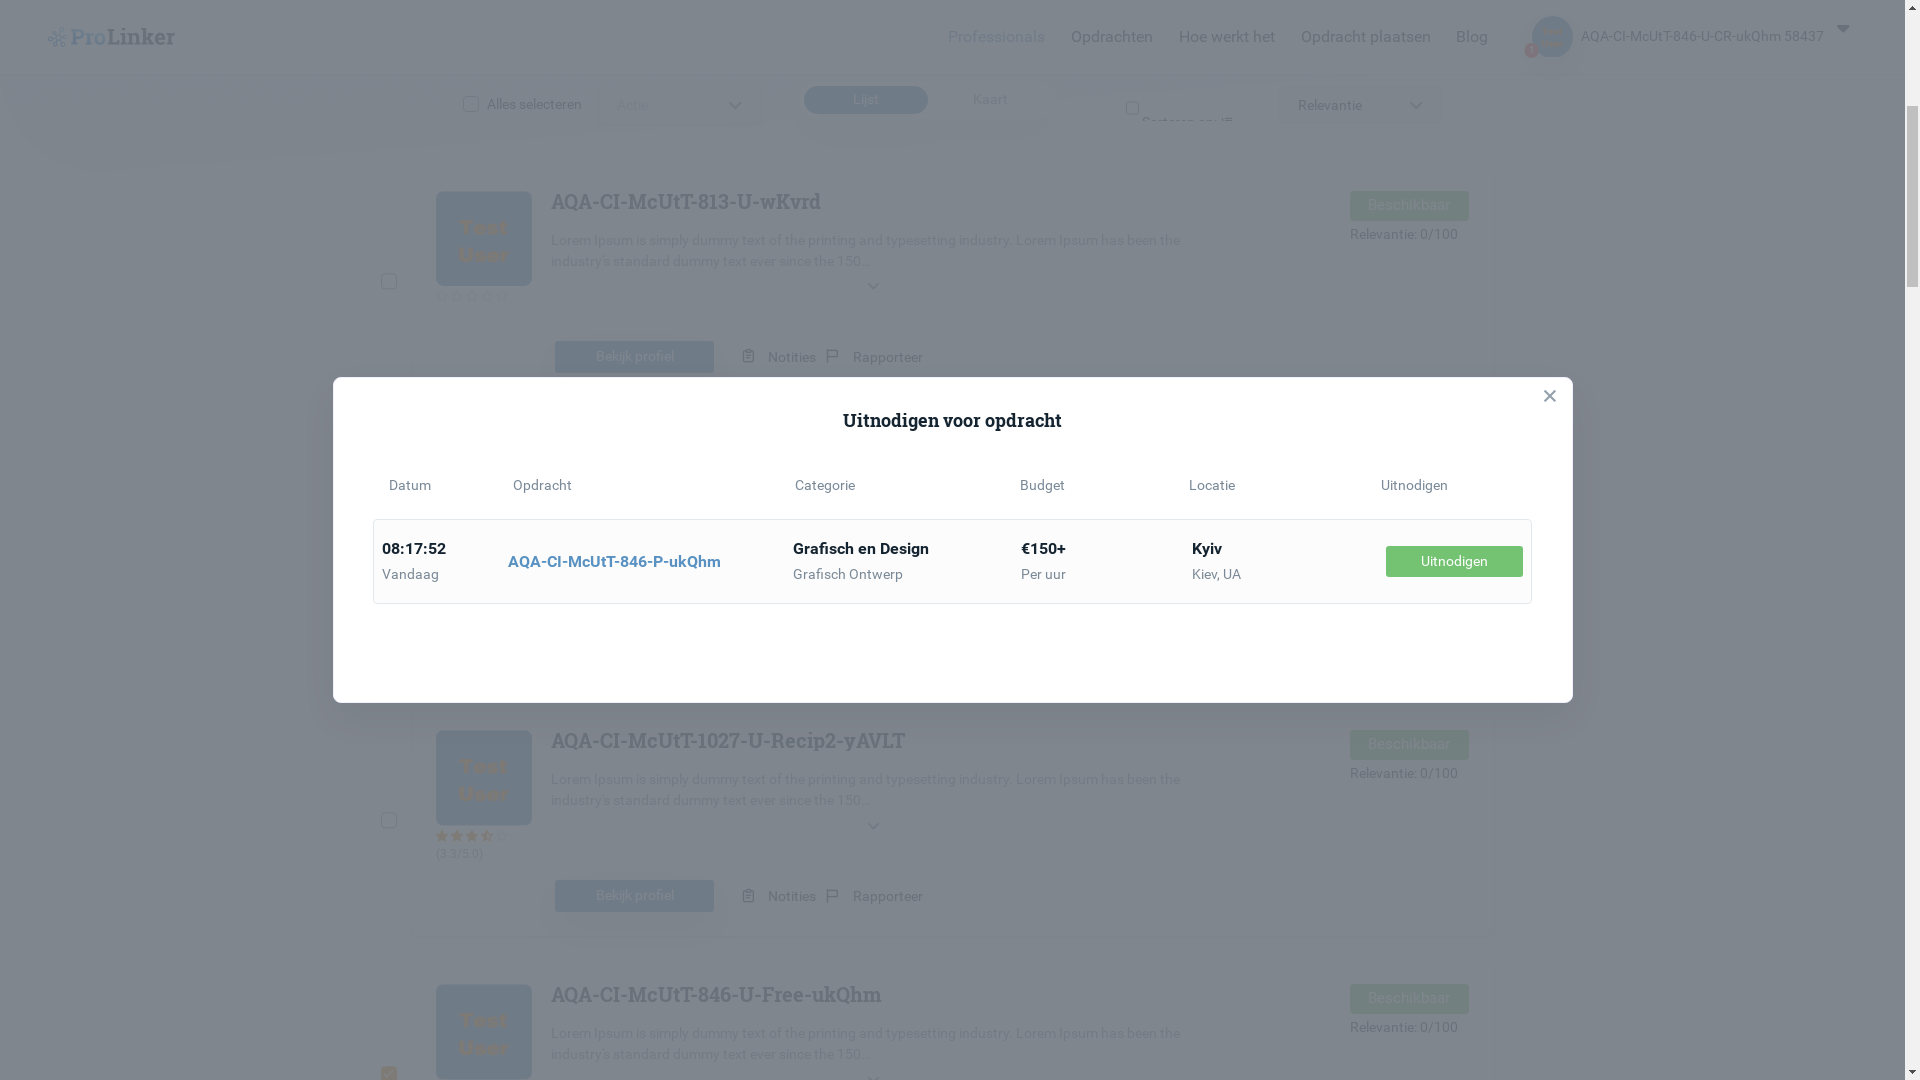 ProLinker
Professionals Opdrachten Hoe werkt het Opdracht plaatsen Blog
1
AQA-CI-McUtT-846-U-CR-ukQhm 58437
Alles selecteren
Actie
Lijst
Kaart
Relevantie
AQA-CI-McUtT-813-U-wKvrd
Lorem Ipsum is simply dummy text of the printing and typesetting industry. Lorem Ipsum has been the
industry's standard dummy text ever since the 150...
Test
User
Beschikbaar
Relevantie: 0/100
Bekijk profiel
Notities
Rapporteer
Uitnodigen voor opdracht
Datum Opdracht Categorie Budget Locatie Uitnodigen
08:17:52
Vandaag
AQA-CI-McUtT-846-P-ukQhm
Grafisch en Design
Grafisch Ontwerp
€150+
Per uur
Kyiv
Kiev, UA
Uitnodigen
AQA-CI-McUtT-1027-U-Recip2-yAVLT
Lorem Ipsum is simply dummy text of the printing and typesetting industry. Lorem Ipsum has been the
industry's standard dummy text ever since the 150...
Test
User
(3.3/5.0)
Beschikbaar
Relevantie: 0/100
Bekijk profiel
Notities
Rapporteer
AQA-CI-McUtT-846-U-Free-ukQhm
Lorem Ipsum is simply dummy text of the printing and typesetting industry. Lorem Ipsum has been the
industry's standard dummy text ever since the 150...
Test
User
Beschikbaar
Relevantie: 0/100